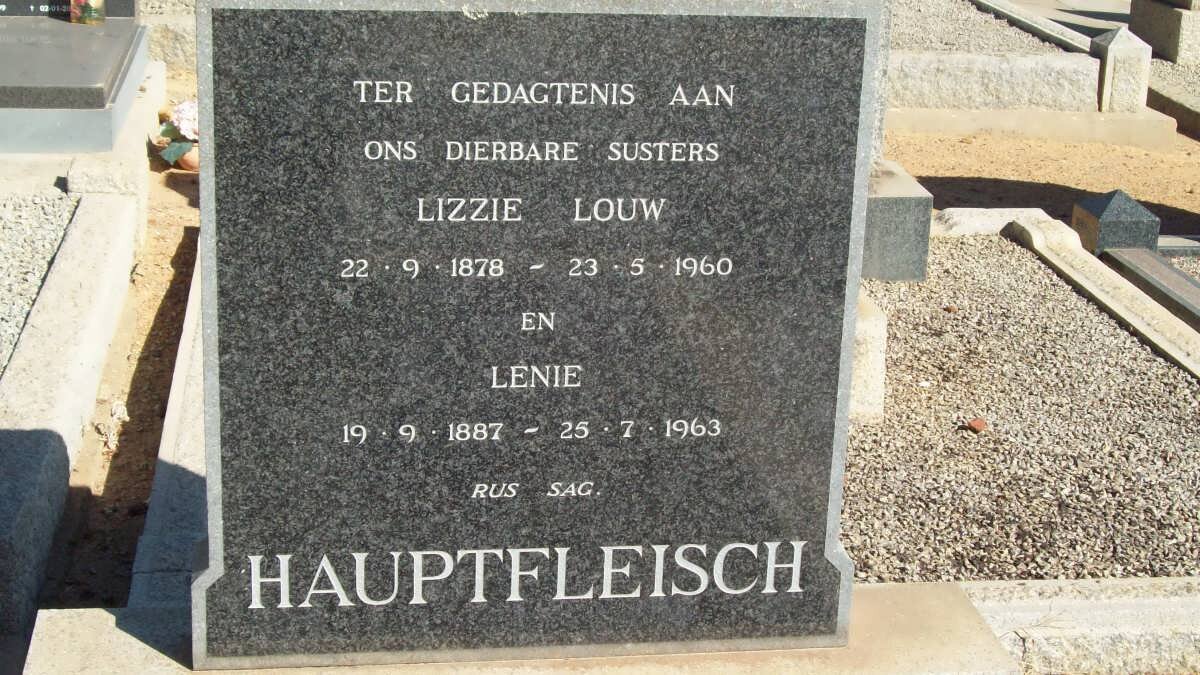 TER GEDAGTENIS AAN
ONS DIERBARE SUSTERS
LIZZIE LOUW
22 · 9 · 1878 - 23 · 5 · 1960
EN
LENIE
19 · 9 · 1887 - 25 · 7 · 1963
RUS SAG.
HAUPTFLEISCH